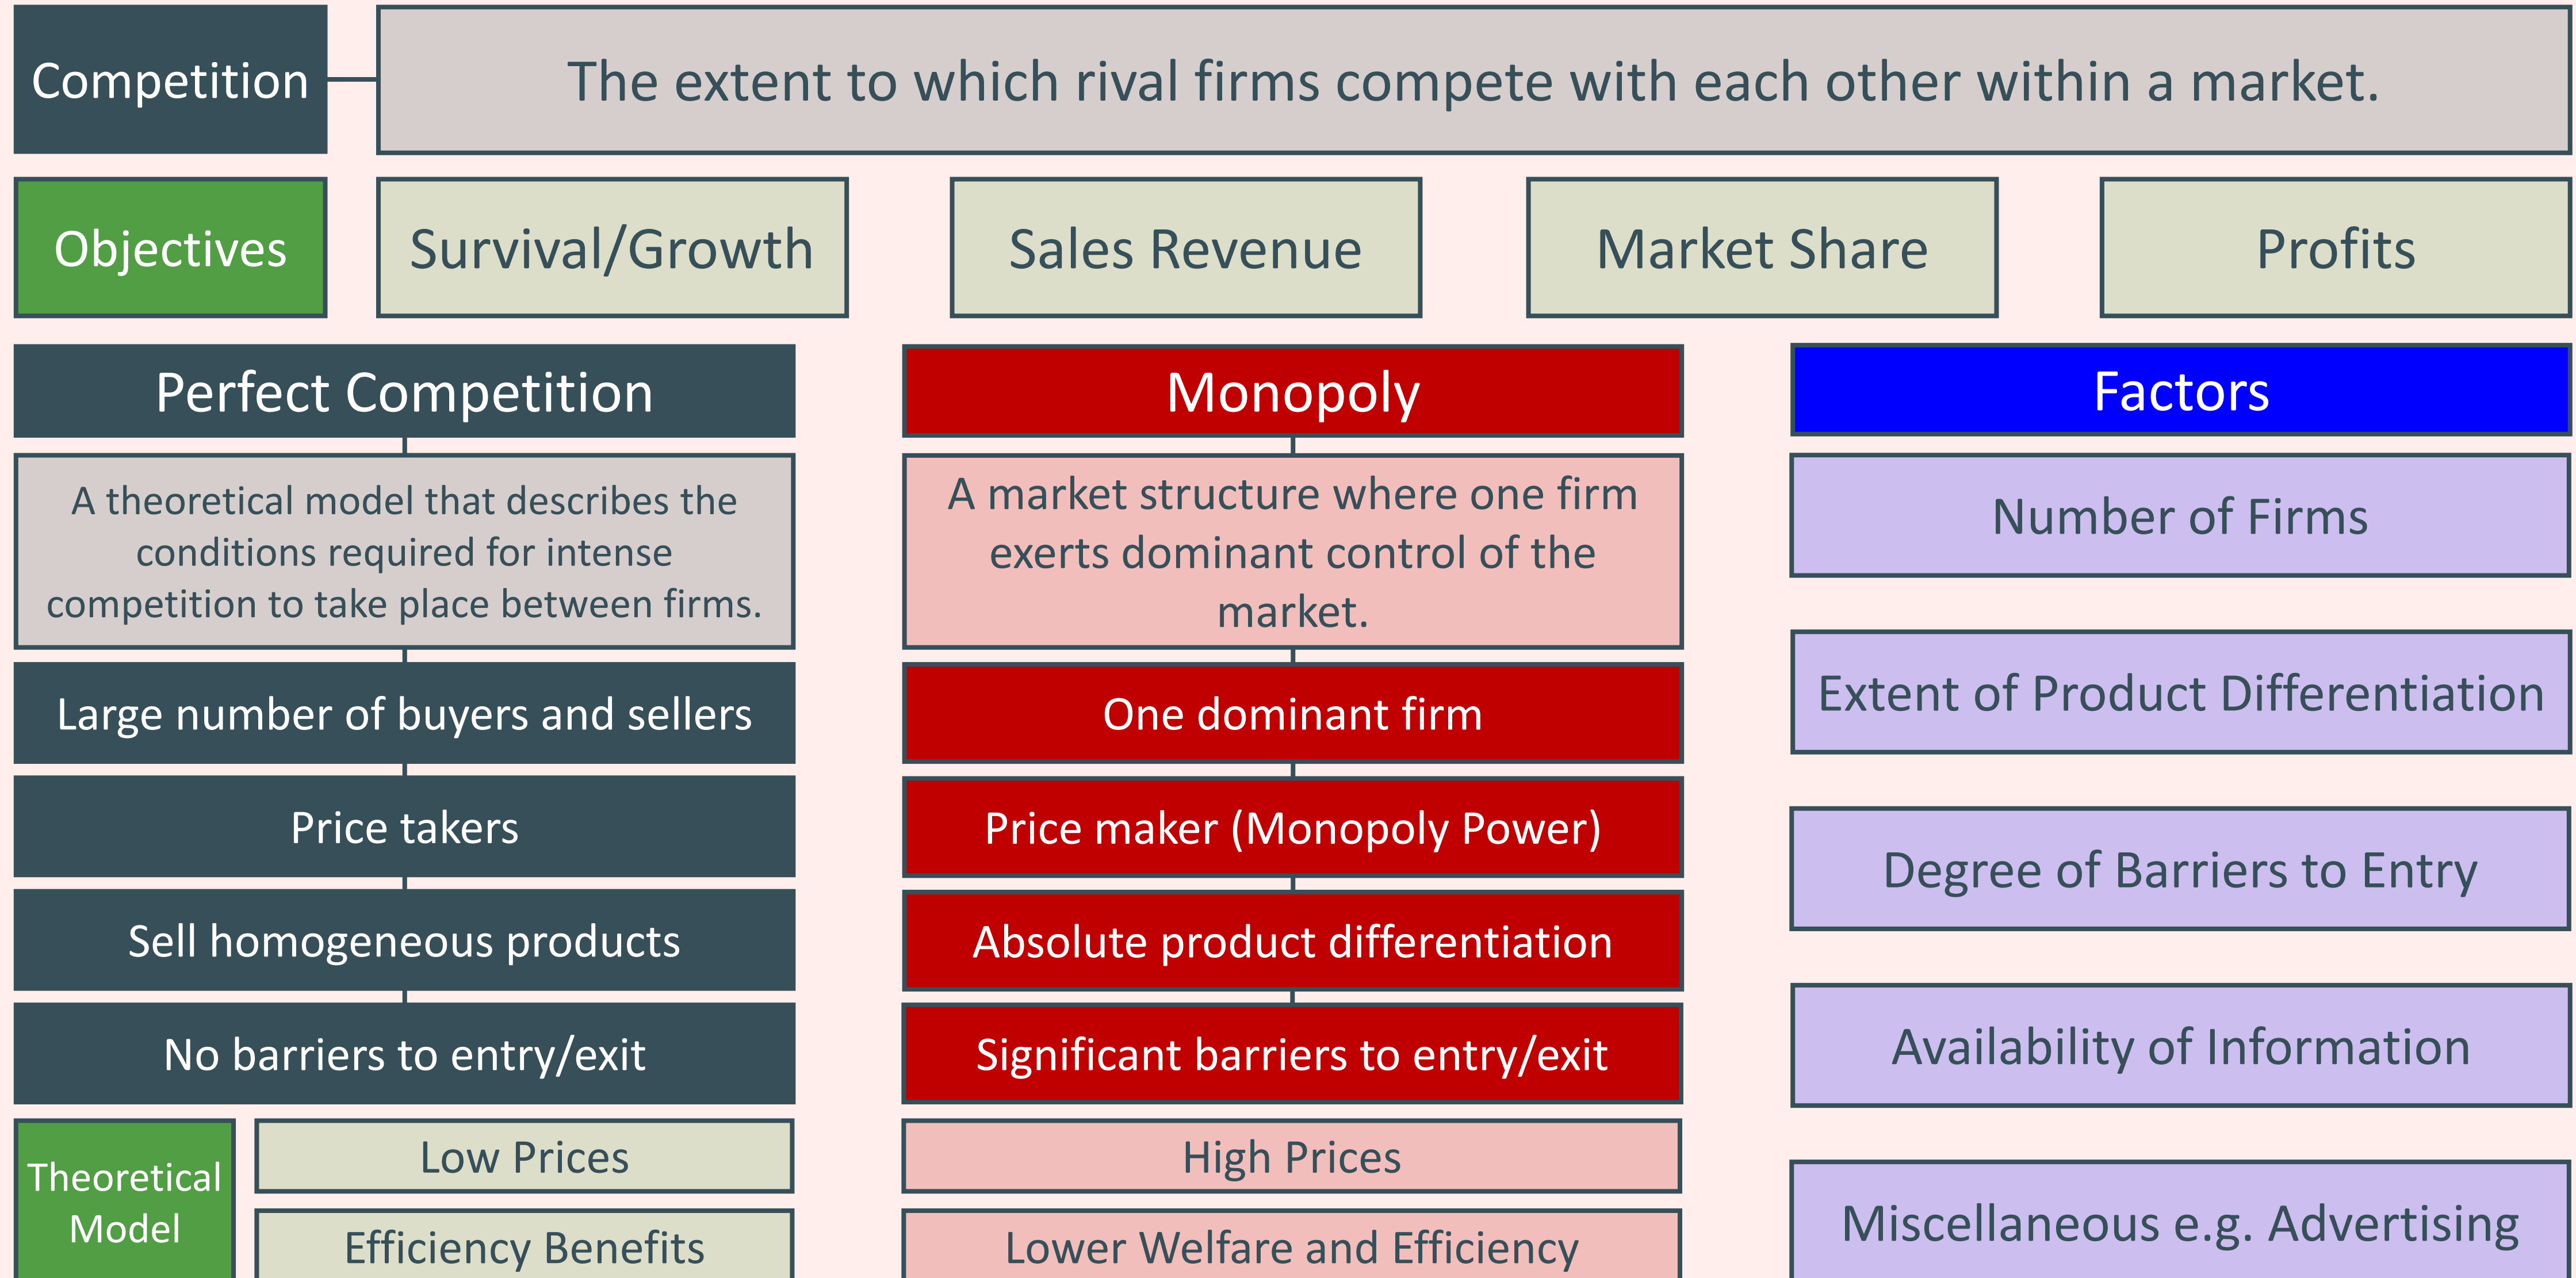 Competition
The extent to which rival firms compete with each other within a market.
Objectives
Survival/Growth
Sales Revenue
Market Share
Profits
Perfect Competition
A theoretical model that describes the
conditions required for intense
competition to take place between firms.
Large number of buyers and sellers
Price takers
Sell homogeneous products
No barriers to entry/exit
Theoretical
Model
Low Prices
Efficiency Benefits
Monopoly
A market structure where one firm
exerts dominant control of the
market.
One dominant firm
Price maker (Monopoly Power)
Absolute product differentiation
Significant barriers to entry/exit
High Prices
Lower Welfare and Efficiency
Factors
Number of Firms
Extent of Product Differentiation
Degree of Barriers to Entry
Availability of Information
Miscellaneous e.g. Advertising